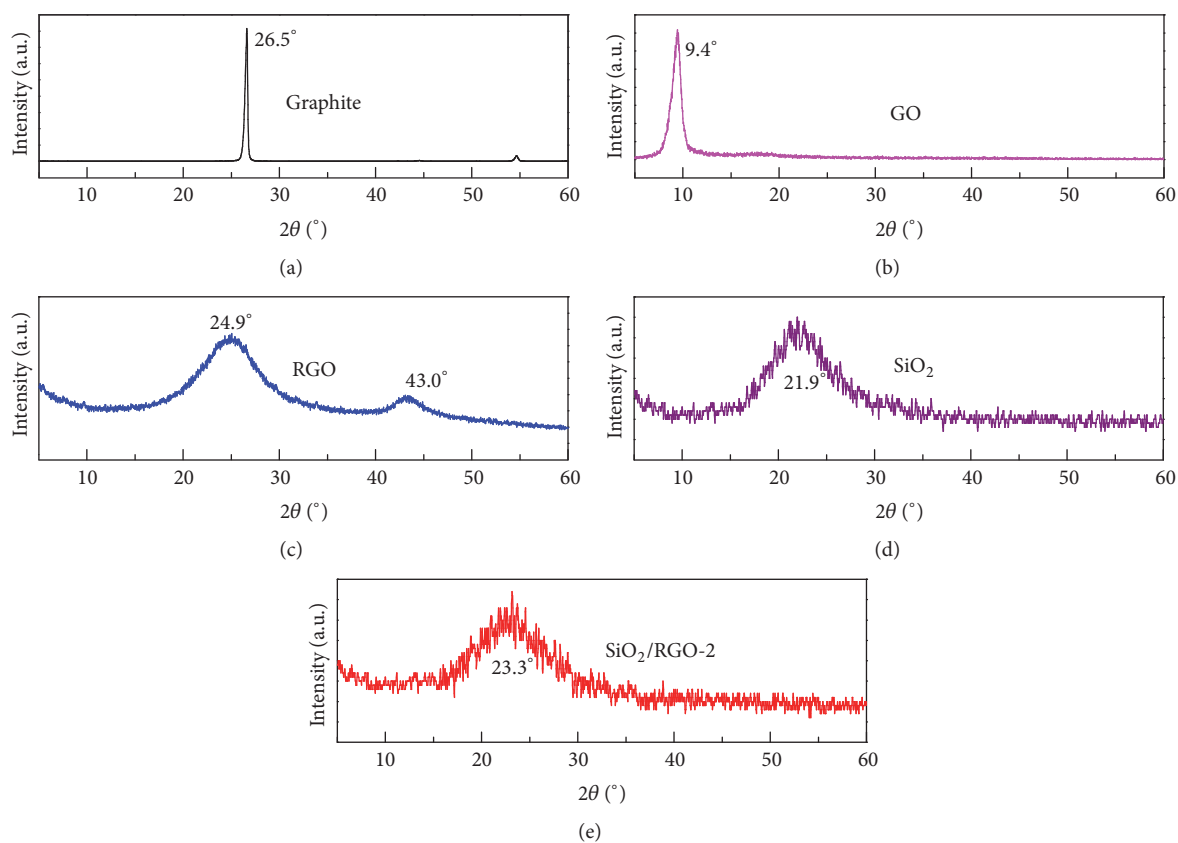 Intensity (a.u.)
26.5°
Graphite
10 20 30 40 50 60
2θ (°)
(a)
Intensity (a.u.)
9.4°
GO
10 20 30 40 50 60
2θ (°)
(b)
Intensity (a.u.)
24.9°
RGO
43.0°
10 20 30 40 50 60
2θ (°)
(c)
Intensity (a.u.)
21.9°
SiO₂
10 20 30 40 50 60
2θ (°)
(d)
Intensity (a.u.)
23.3°
SiO₂/RGO-2
10 20 30 40 50 60
2θ (°)
(e)